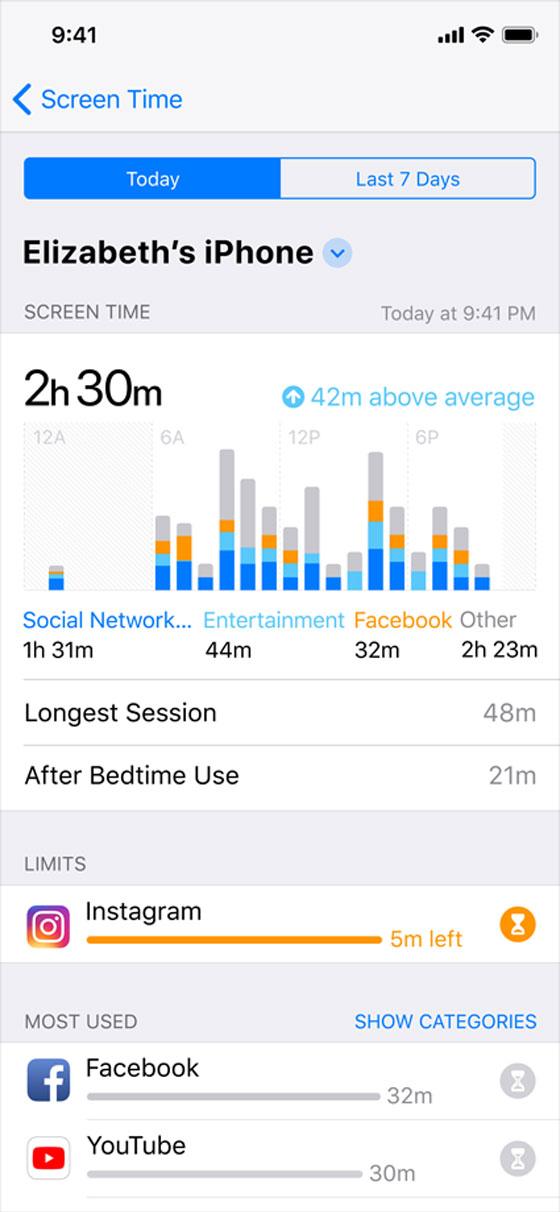 9:41
Screen Time
Today Last 7 Days
Elizabeth’s iPhone
SCREEN TIME Today at 9:41 PM
2h 30m 42m above average
12A 6A 12P 6P
Social Network... Entertainment Facebook Other
1h 31m 44m 32m 2h 23m
Longest Session 48m
After Bedtime Use 21m
LIMITS
Instagram
5m left
MOST USED SHOW CATEGORIES
Facebook
32m
YouTube
30m